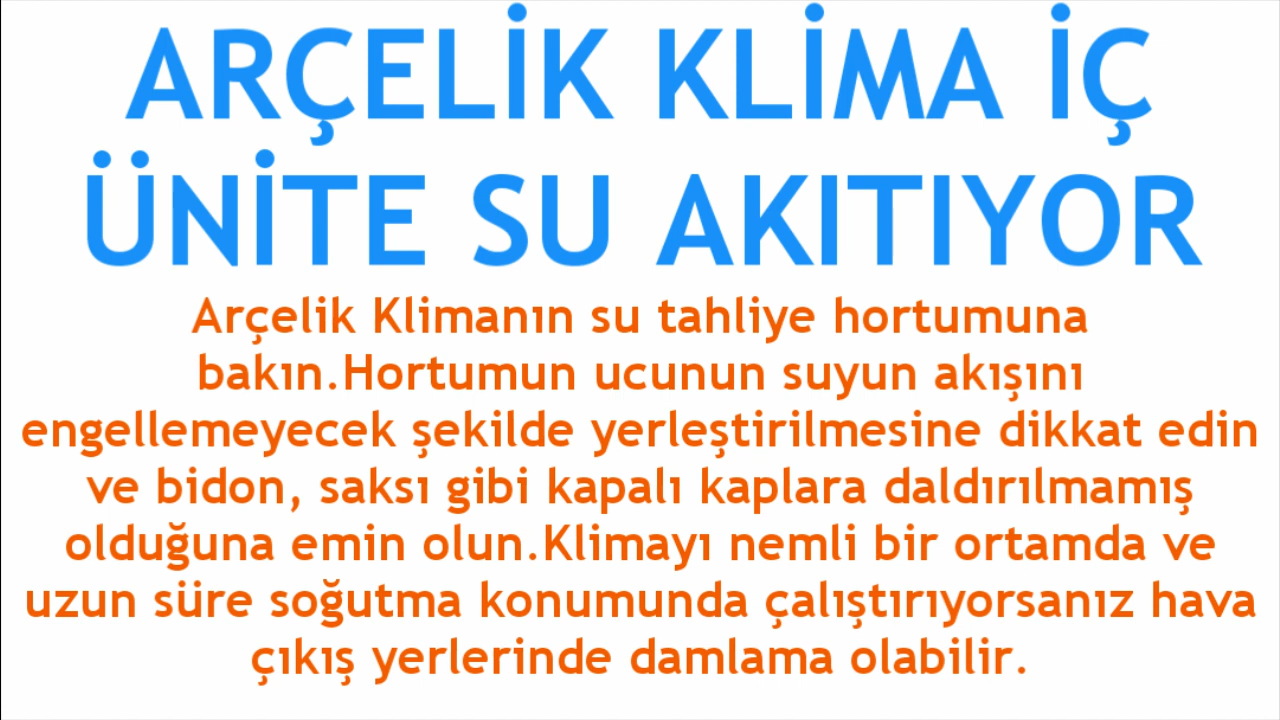 ARÇELİK KLİMA İÇ
ÜNİTE SU AKITIYOR
Arçelik Klimanın su tahliye hortumuna
bakın.Hortumun ucunun suyun akışını
engellemeyecek şekilde yerleştirilmesine dikkat edin
ve bidon, saksı gibi kapalı kaplara daldırılmamış
olduğuna emin olun.Klimayı nemli bir ortamda ve
uzun süre soğutma konumunda çalıştırıyorsanız hava
çıkış yerlerinde damlama olabilir.